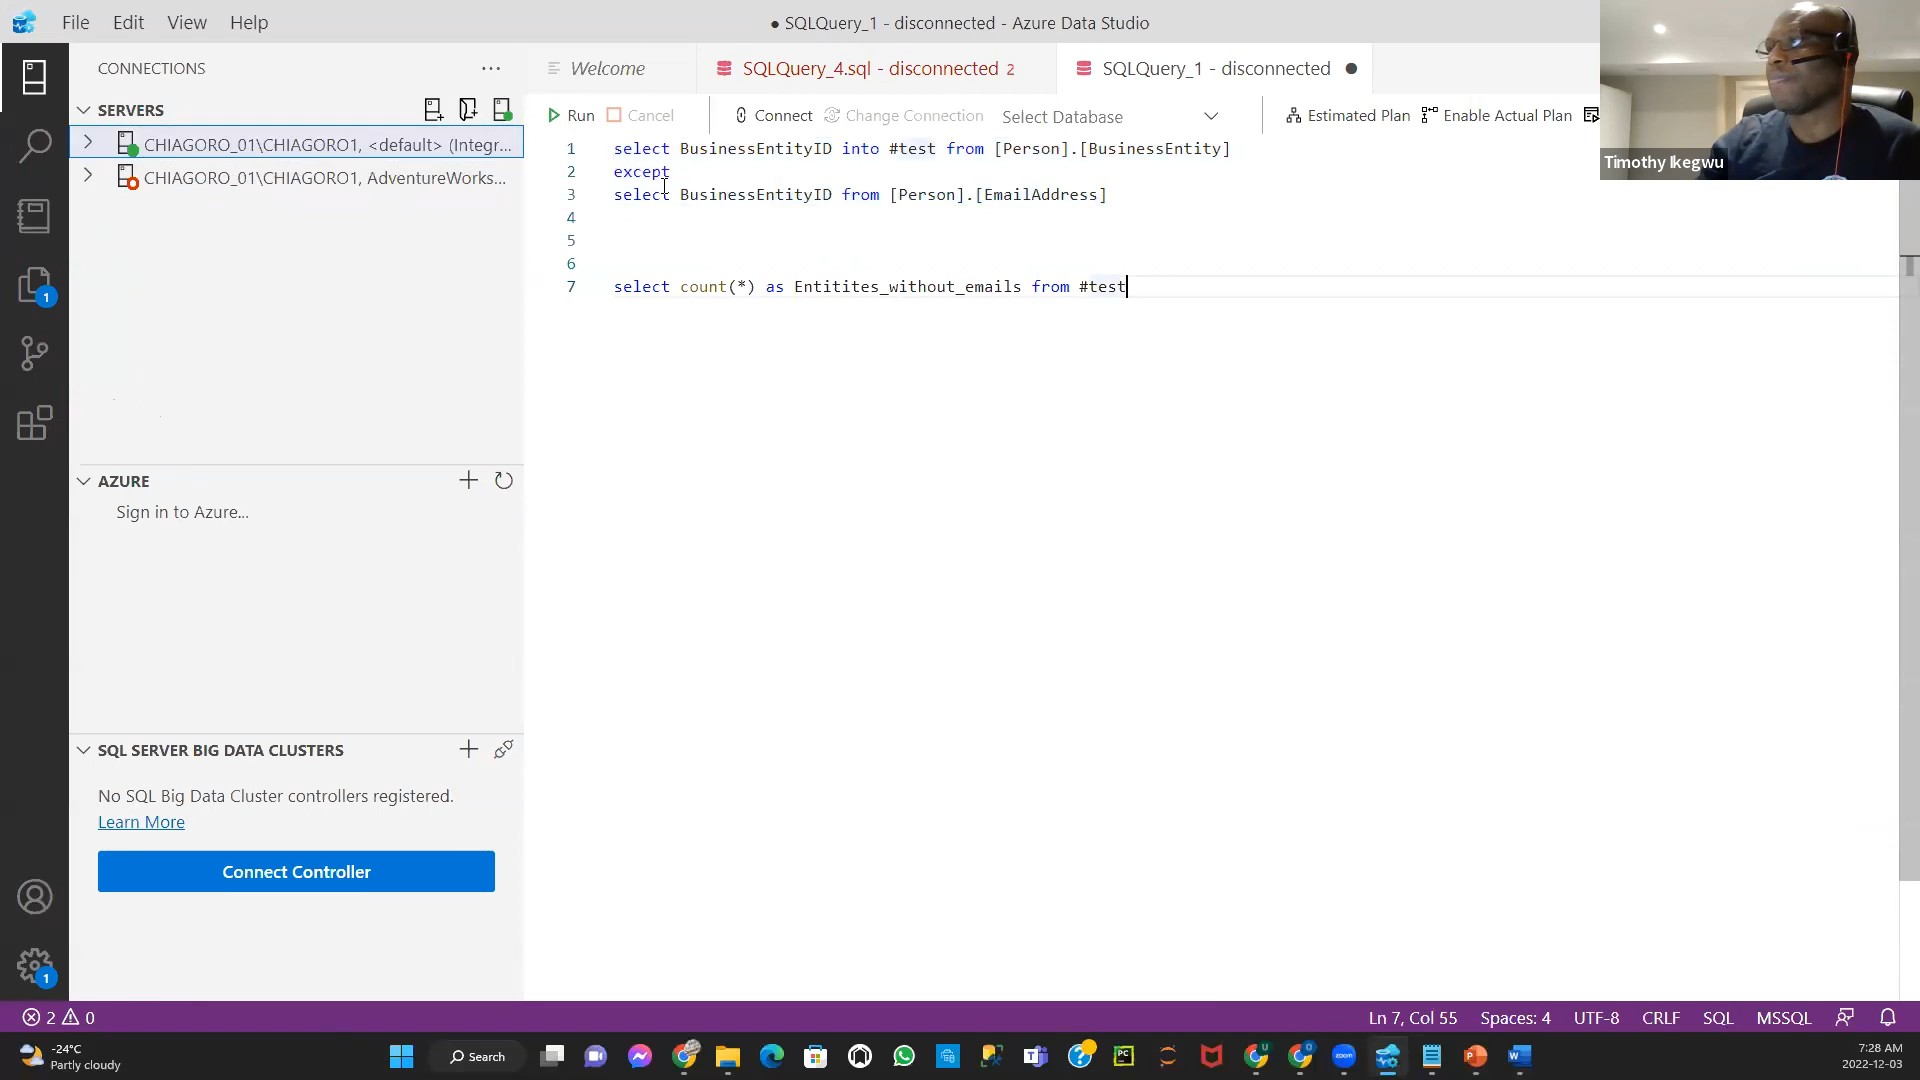 File Edit View Help
● SQLQuery_1 - disconnected - Azure Data Studio
CONNECTIONS
Welcome
SQLQuery_4.sql - disconnected 2
SQLQuery_1 - disconnected
SERVERS
Run Cancel Connect Change Connection Select Database Estimated Plan Enable Actual Plan
CHIAGORO_01\CHIAGORO1, <default> (Integr...
CHIAGORO_01\CHIAGORO1, AdventureWorks...
1 select BusinessEntityID into #test from [Person].[BusinessEntity]
2 except
3 select BusinessEntityID from [Person].[EmailAddress]
4
5
6
7 select count(*) as Entitites_without_emails from #test
Timothy Ikegwu
AZURE
Sign in to Azure...
SQL SERVER BIG DATA CLUSTERS
No SQL Big Data Cluster controllers registered.
Learn More
Connect Controller
1
1
2 0
Ln 7, Col 55 Spaces: 4 UTF-8 CRLF SQL MSSQL
-24°C
Partly cloudy
Search
PC
zoom
7:28 AM
2022-12-03